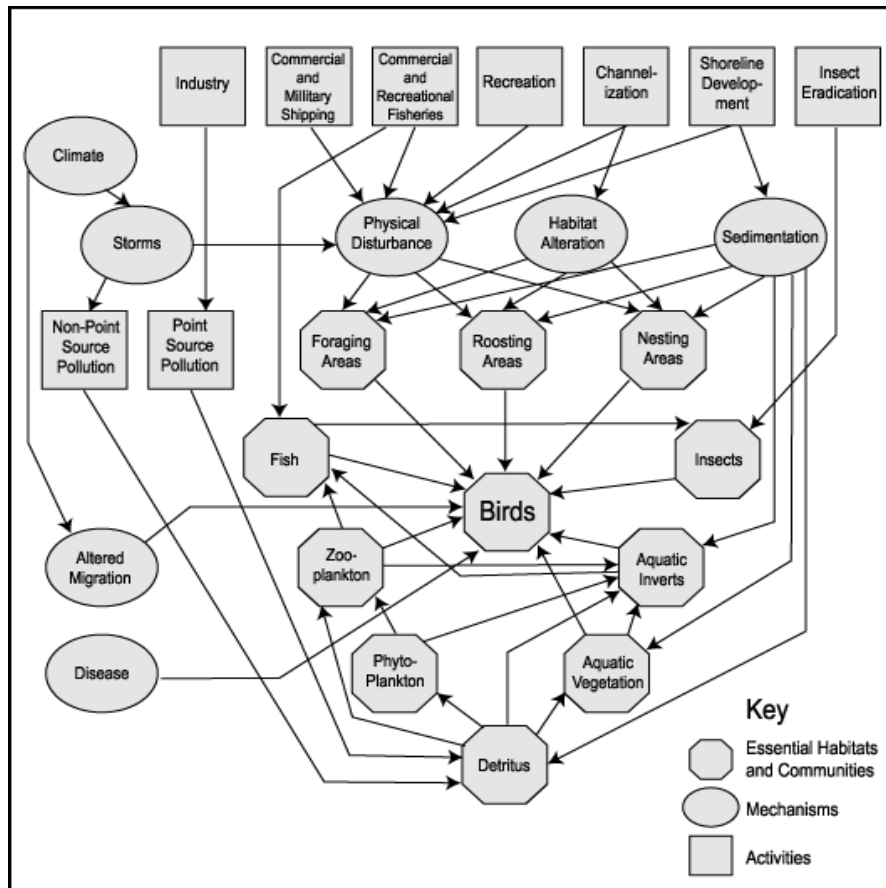 Industry
Commercial
and
Military
Shipping
Commercial
and
Recreational
Fisheries
Recreation
Channel-
ization
Shoreline
Develop-
ment
Insect
Eradication
Climate
Storms
Physical
Disturbance
Habitat
Alteration
Sedimentation
Non-Point
Source
Pollution
Point
Source
Pollution
Foraging
Areas
Roosting
Areas
Nesting
Areas
Fish
Insects
Birds
Altered
Migration
Zoo-
plankton
Aquatic
Inverts
Disease
Phyto-
Plankton
Aquatic
Vegetation
Detritus
Key
Essential Habitats
and Communities
Mechanisms
Activities